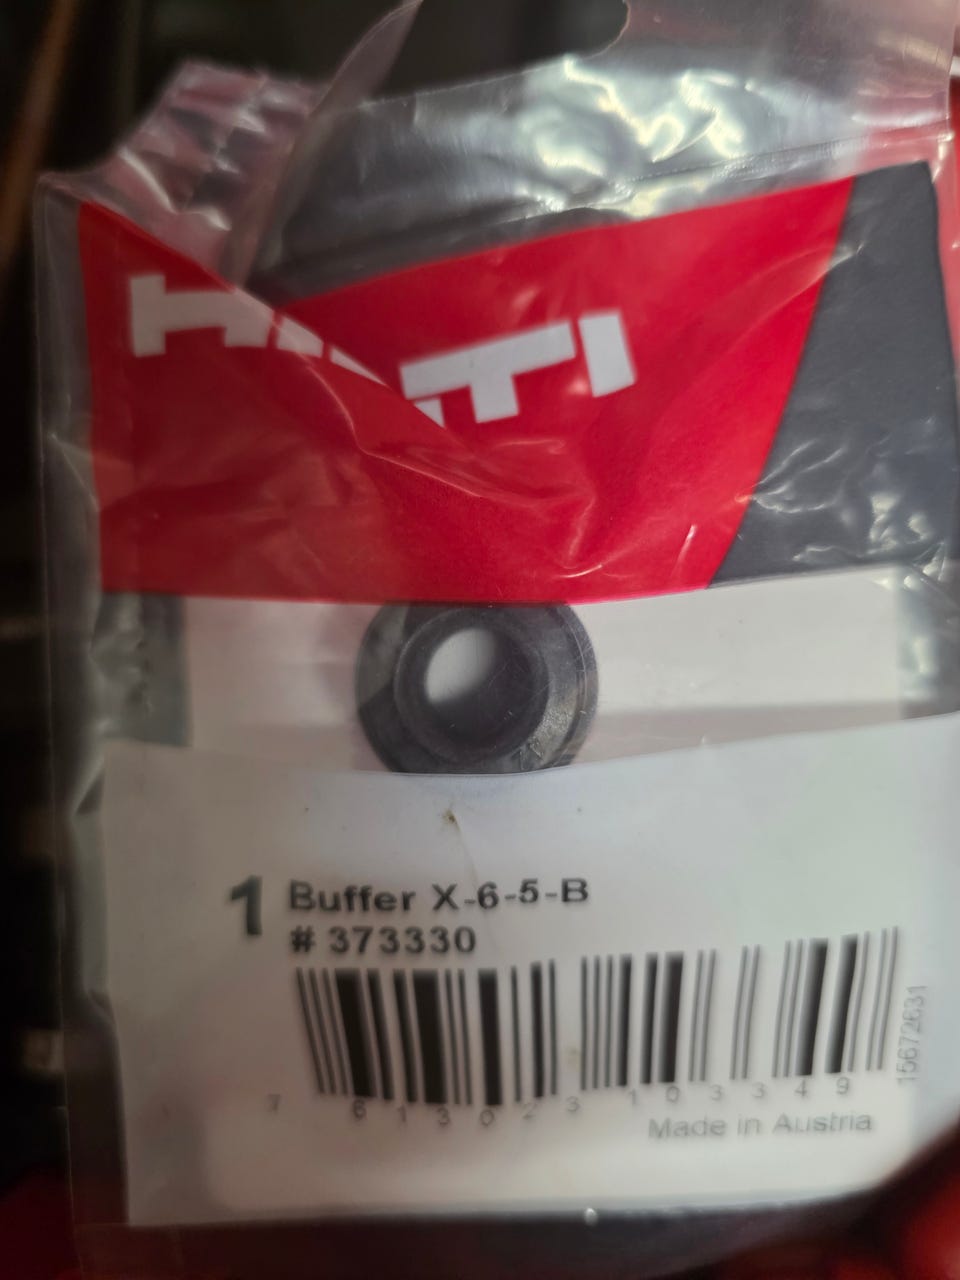 HILTI
1 Buffer X-6-5-B
# 373330
15672631
7 613023 103349
Made in Austria